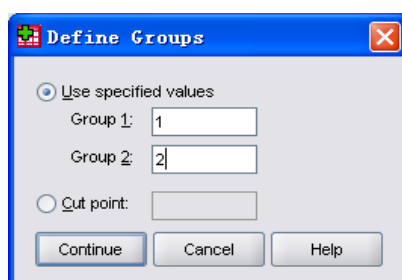 Define Groups
Use specified values
Group 1: 1
Group 2: 2
Cut point:
Continue Cancel Help